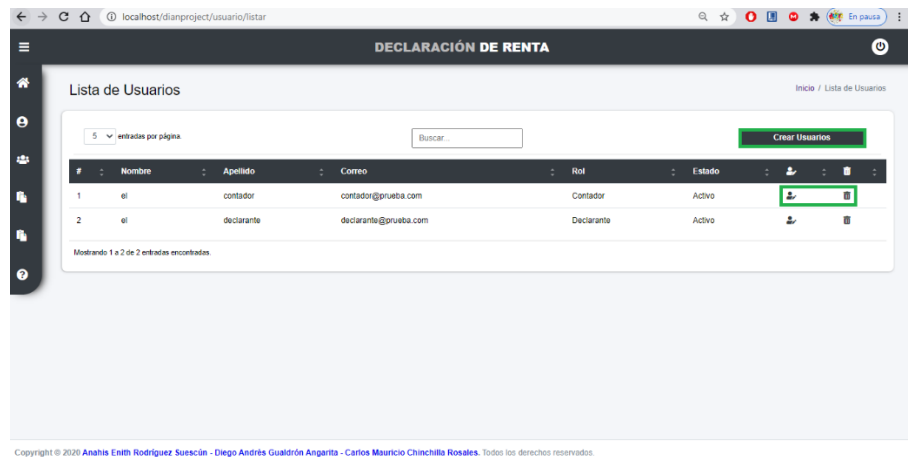 localhost/dianproject/usuario/listar
En pausa
DECLARACIÓN DE RENTA
Lista de Usuarios
Inicio / Lista de Usuarios
5 entradas por página.
Buscar...
Crear Usuarios
# Nombre Apellido Correo Rol Estado
1 el contador contador@prueba.com Contador Activo
2 el declarante declarante@prueba.com Declarante Activo
Mostrando 1 a 2 de 2 entradas encontradas.
Copyright © 2020 Anahis Enith Rodríguez Suescún - Diego Andrés Gualdrón Angarita - Carlos Mauricio Chinchilla Rosales. Todos los derechos reservados.